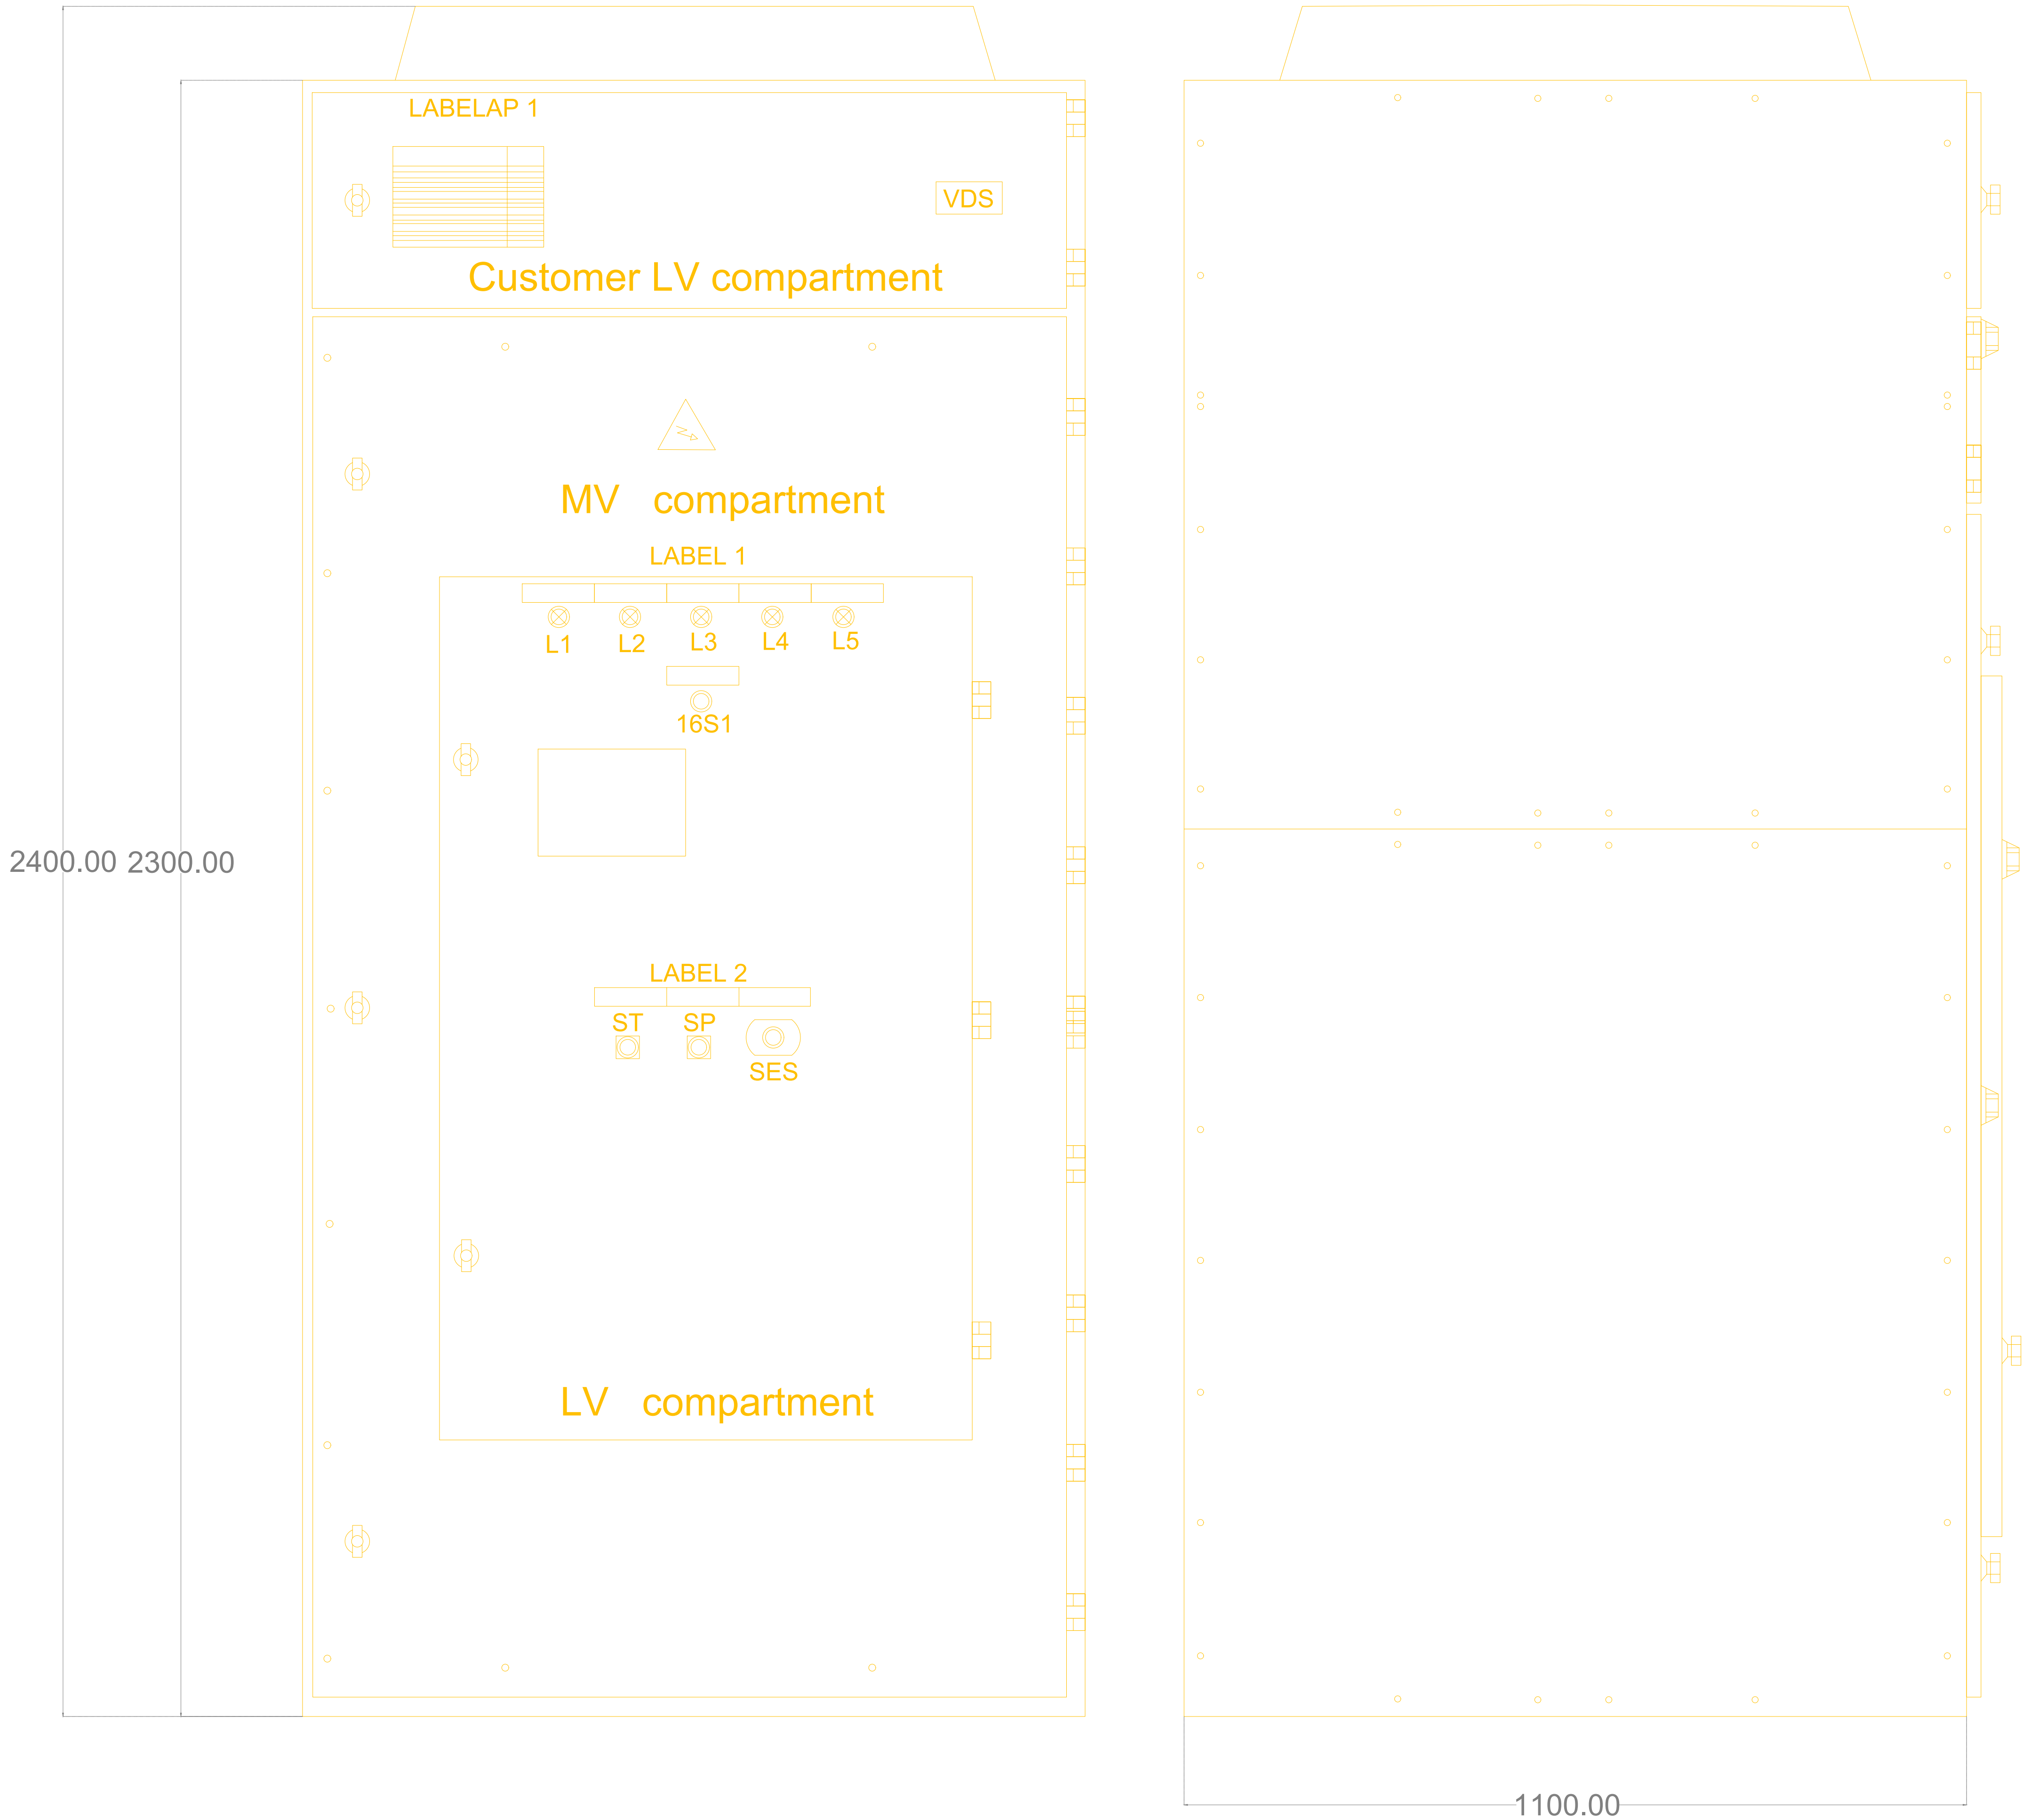 LABELAP 1
VDS
Customer LV compartment
MV compartment
LABEL 1
L1 L2 L3 L4 L5
16S1
2400.00 2300.00
LABEL 2
ST SP
SES
LV compartment
1100.00